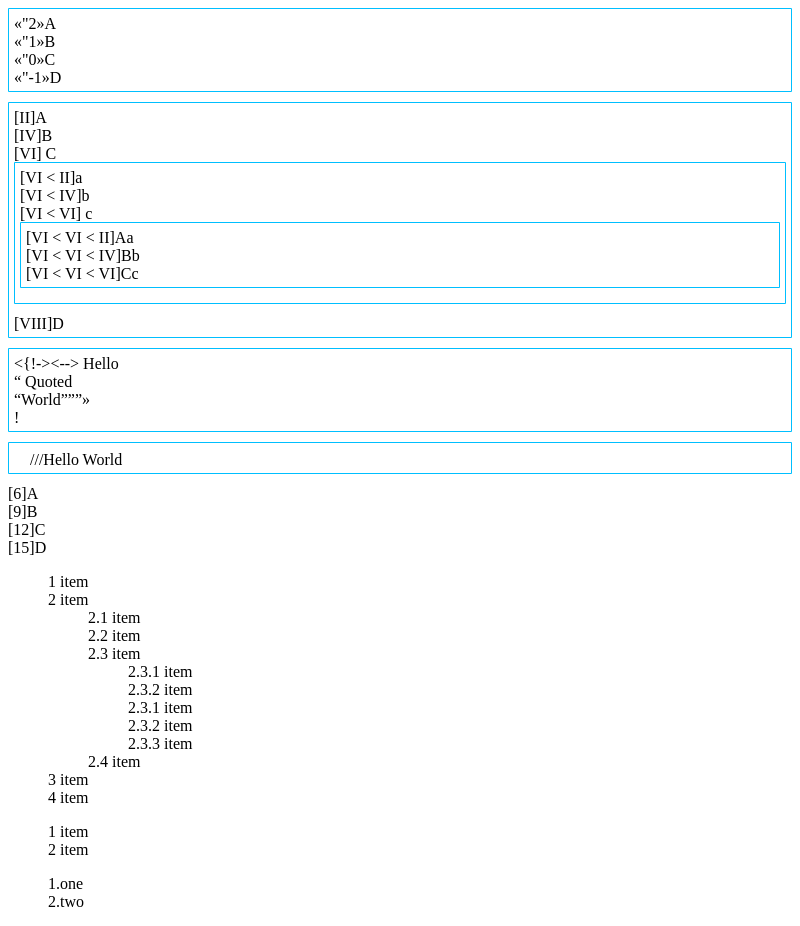 «"2»A
«"1»B
«"0»C
«"-1»D
[II]A
[IV]B
[VI] C
[VI < II]a
[VI < IV]b
[VI < VI] c
[VI < VI < II]Aa
[VI < VI < IV]Bb
[VI < VI < VI]Cc
[VIII]D
<{!-><--> Hello
“ Quoted
“World”””»
!
///Hello World
[6]A
[9]B
[12]C
[15]D
1 item
2 item
2.1 item
2.2 item
2.3 item
2.3.1 item
2.3.2 item
2.3.1 item
2.3.2 item
2.3.3 item
2.4 item
3 item
4 item
1 item
2 item
1.one
2.two